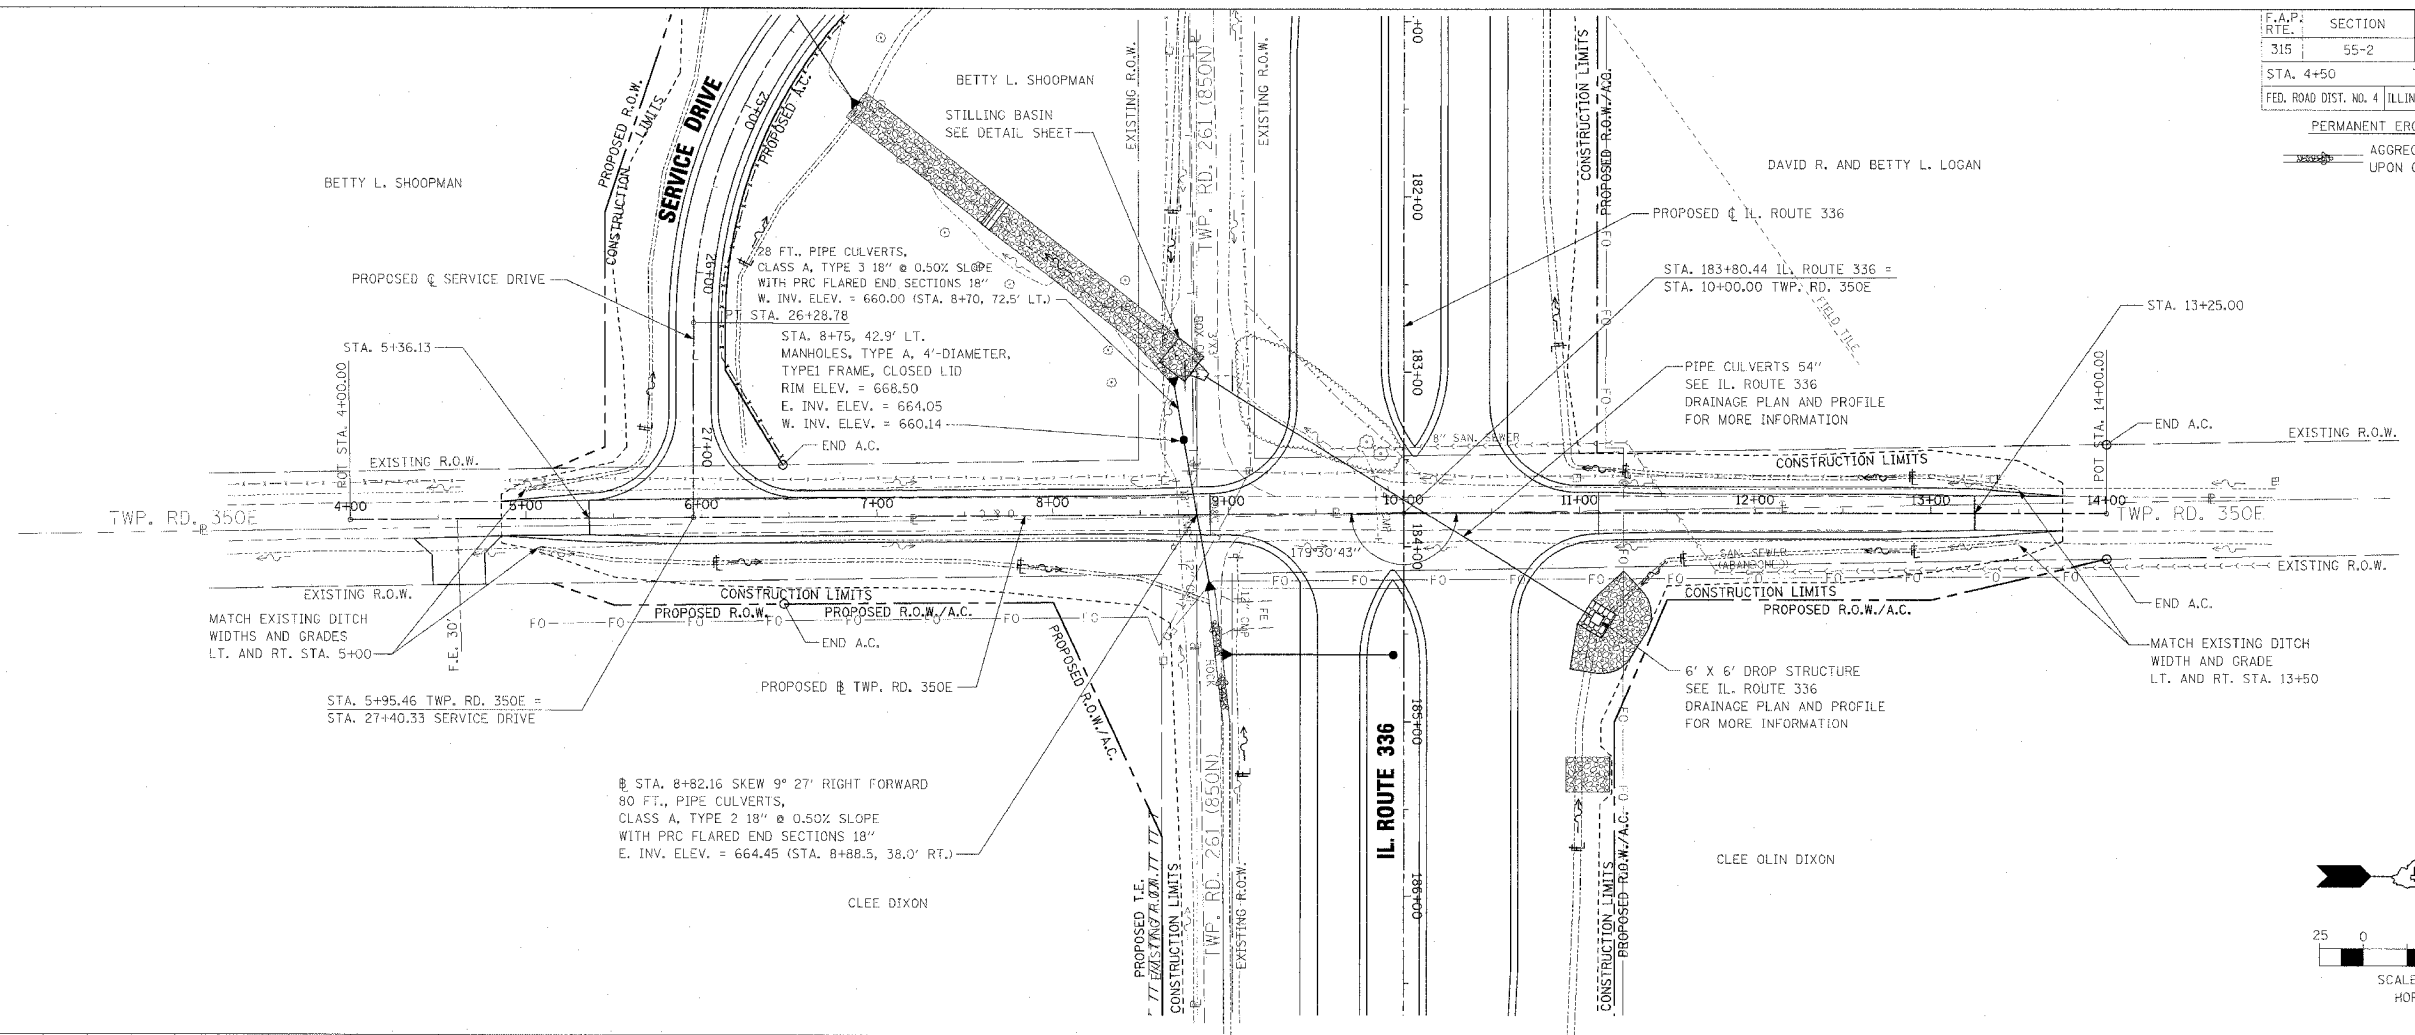 F.A.P. RTE.
SECTION
315
55-2
STA. 4+50
FED. ROAD DIST. NO. 4
ILLIN
PERMANENT ERO
AGGREG
UPON
BETTY L. SHOOPMAN
PROPOSED R.O.W.
CONSTRUCTION LIMITS
SERVICE DRIVE
25+00
PROPOSED A.C.
BETTY L. SHOOPMAN
STILLING BASIN
SEE DETAIL SHEET
EXISTING R.O.W.
TWP. RD. 261 (850N)
EXISTING R.O.W.
+00
CONSTRUCTION LIMITS
PROPOSED R.O.W./A.C.
DAVID R. AND BETTY L. LOGAN
182+00
PROPOSED ℄ IL. ROUTE 336
FIELD TILE
28 FT., PIPE CULVERTS,
CLASS A, TYPE 3 18" @ 0.50% SLOPE
WITH PRC FLARED END SECTIONS 18"
W. INV. ELEV. = 660.00 (STA. 8+70, 72.5' LT.)
PROPOSED ℄ SERVICE DRIVE
26+00
PT STA. 26+28.78
STA. 8+75, 42.9' LT.
MANHOLES, TYPE A, 4'-DIAMETER,
TYPE1 FRAME, CLOSED LID
RIM ELEV. = 668.50
E. INV. ELEV. = 664.05
W. INV. ELEV. = 660.14
STA. 183+80.44 IL. ROUTE 336 =
STA. 10+00.00 TWP. RD. 350E
STA. 13+25.00
STA. 5+36.13
183+00
PIPE CULVERTS 54"
SEE IL. ROUTE 336
DRAINAGE PLAN AND PROFILE
FOR MORE INFORMATION
POT STA. 4+00.00
POT STA. 14+00.00
27+00
END A.C.
8" SAN. SEWER
END A.C.
EXISTING R.O.W.
EXISTING R.O.W.
CONSTRUCTION LIMITS
TWP. RD. 350E
4+00
5+00
6+00
7+00
8+00
9+00
10+00
11+00
12+00
13+00
14+00
TWP. RD. 350E
179°30'43"
184+00
SAN. SEWER
(ABANDONED)
FO
EXISTING R.O.W.
EXISTING R.O.W.
CONSTRUCTION LIMITS
PROPOSED R.O.W.
PROPOSED R.O.W./A.C.
CONSTRUCTION LIMITS
PROPOSED R.O.W./A.C.
END A.C.
END A.C.
MATCH EXISTING DITCH
WIDTHS AND GRADES
LT. AND RT. STA. 5+00
F.E. 30'
MATCH EXISTING DITCH
WIDTH AND GRADE
LT. AND RT. STA. 13+50
PROPOSED R.O.W./A.C.
ROCK
PROPOSED ⅊ TWP. RD. 350E
6' X 6' DROP STRUCTURE
SEE IL. ROUTE 336
DRAINAGE PLAN AND PROFILE
FOR MORE INFORMATION
STA. 5+95.46 TWP. RD. 350E =
STA. 27+40.33 SERVICE DRIVE
185+00
IL. ROUTE 336
⅊ STA. 8+82.16 SKEW 9° 27' RIGHT FORWARD
80 FT., PIPE CULVERTS,
CLASS A, TYPE 2 18" @ 0.50% SLOPE
WITH PRC FLARED END SECTIONS 18"
E. INV. ELEV. = 664.45 (STA. 8+88.5, 38.0' RT.)
CLEE DIXON
CLEE OLIN DIXON
186+00
PROPOSED T.E.
EXISTING R.O.W.
CONSTRUCTION LIMITS
TWP. RD. 261 (850N)
EXISTING R.O.W.
CONSTRUCTION LIMITS
PROPOSED R.O.W./A.C.
25
0
SCALE
HOR